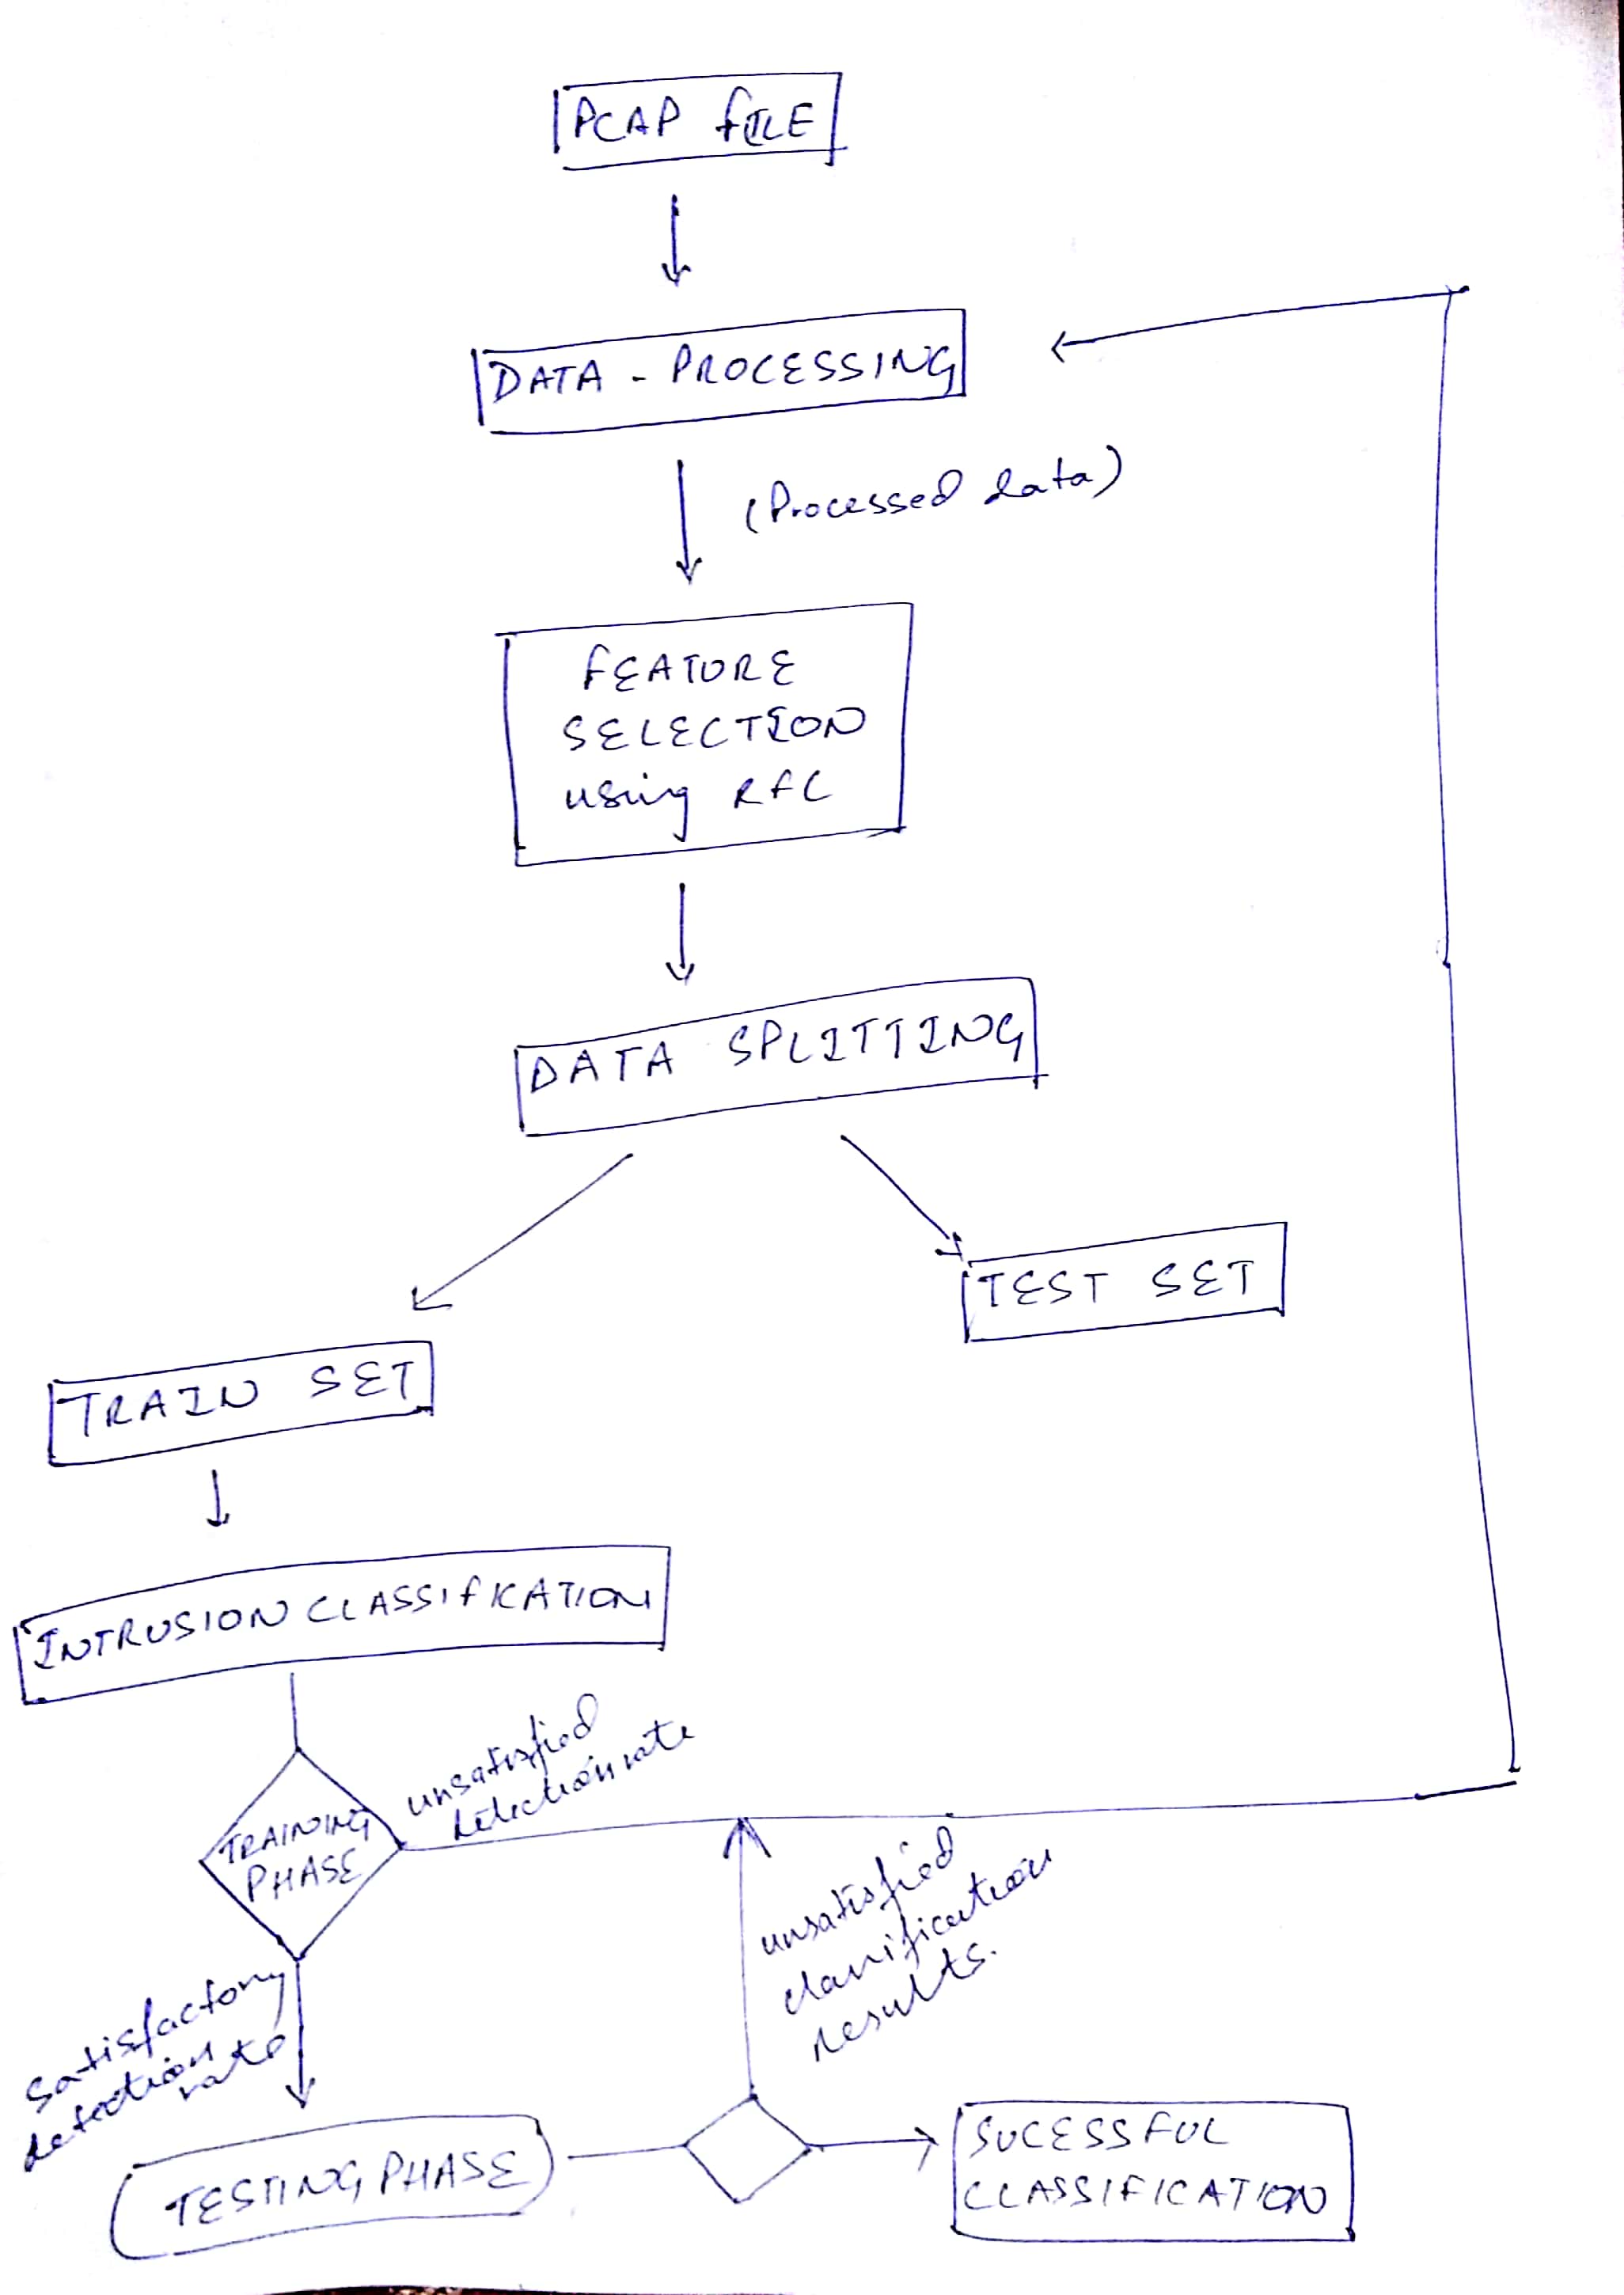 PCAP FILE
DATA - PROCESSING
(Processed data)
FEATURE
SELECTION
using RFC
DATA SPLITTING
TEST SET
TRAIN SET
INTRUSION CLASSIFICATION
unsatisfied
detection rate
TRAINING
PHASE
unsatisfied
classification
results.
satisfactory
detection
rate
SUCESSFUL
CLASSIFICATION
TESTING PHASE